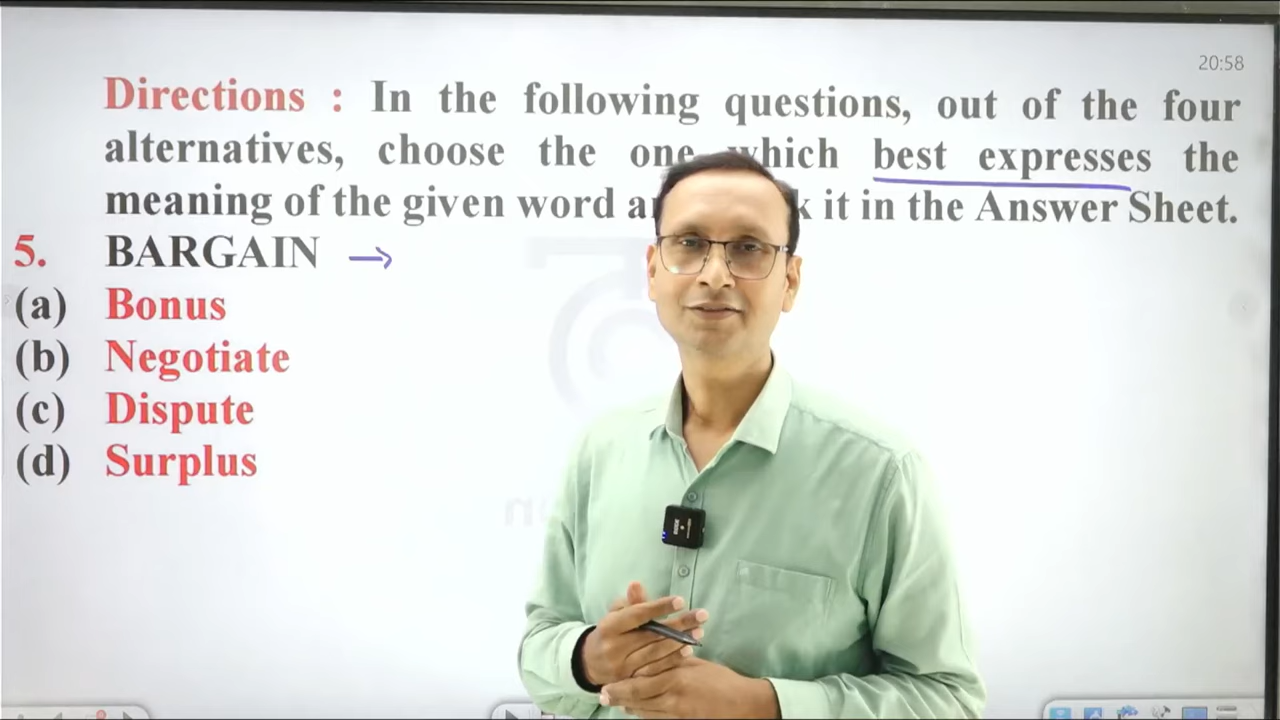 20:58
Directions : In the following questions, out of the four
alternatives, choose the one which best expresses the
meaning of the given word it in the Answer Sheet.
5. BARGAIN →
(a) Bonus
(b) Negotiate
(c) Dispute
(d) Surplus